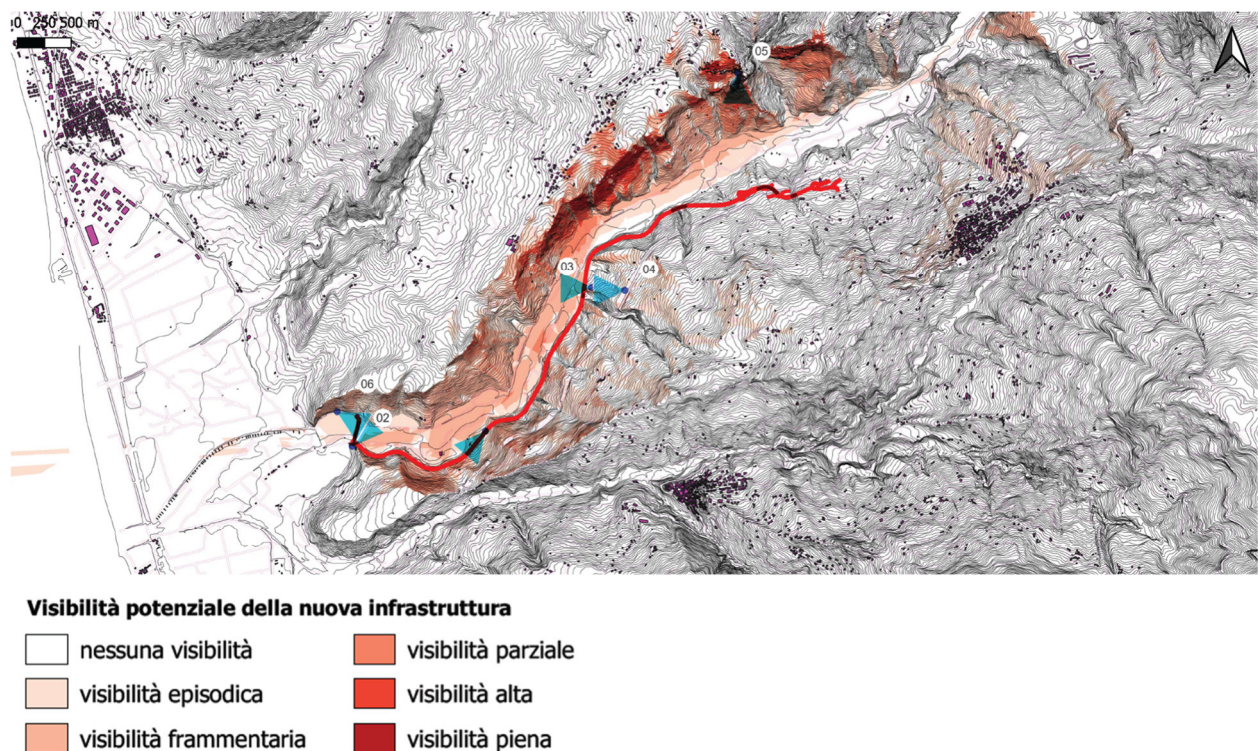 0 250 500 m
05
03
04
06
02
Visibilità potenziale della nuova infrastruttura
nessuna visibilità
visibilità episodica
visibilità frammentaria
visibilità parziale
visibilità alta
visibilità piena